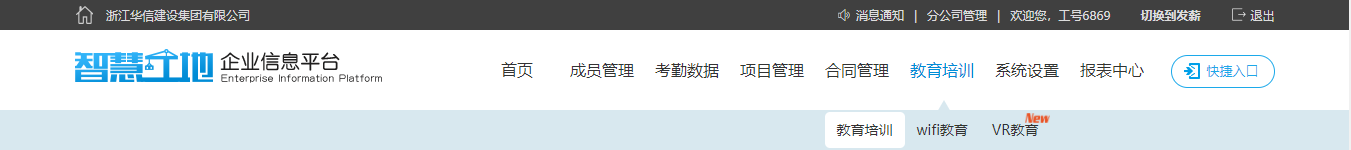 浙江华信建设集团有限公司 消息通知 | 分公司管理 | 欢迎您，工号6869 切换到发薪 退出
智慧工地 企业信息平台
Enterprise Information Platform
首页 成员管理 考勤数据 项目管理 合同管理 教育培训 系统设置 报表中心 快捷入口
教育培训 wifi教育 VR教育 New